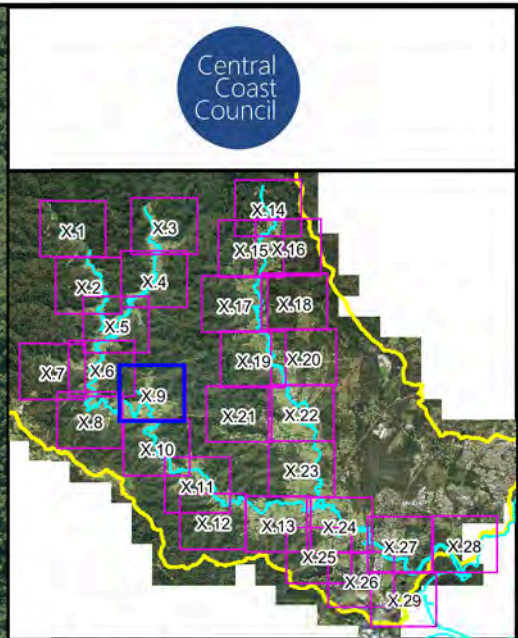 Central
Coast
Council
X.14
X.1
X.3
X.15
X.16
X.2
X.4
X.17
X.18
X.5
X.19
X.20
X.7
X.6
X.9
X.8
X.21
X.22
X.10
X.23
X.11
X.12
X.13
X.24
X.27
X.28
X.25
X.26
X.29